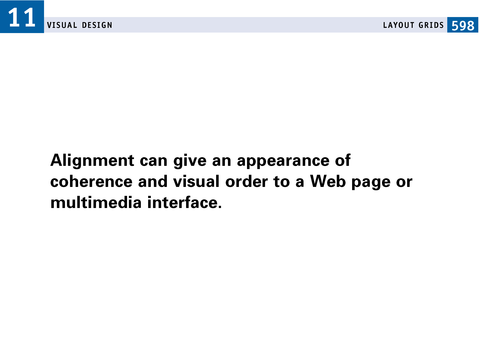 11 VISUAL DESIGN LAYOUT GRIDS 598
Alignment can give an appearance of
coherence and visual order to a Web page or
multimedia interface.